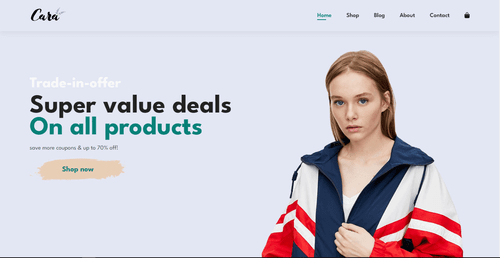 Cara
Home Shop Blog About Contact
Trade-in-offer
Super value deals
On all products
save more coupons & up to 70% off!
Shop now